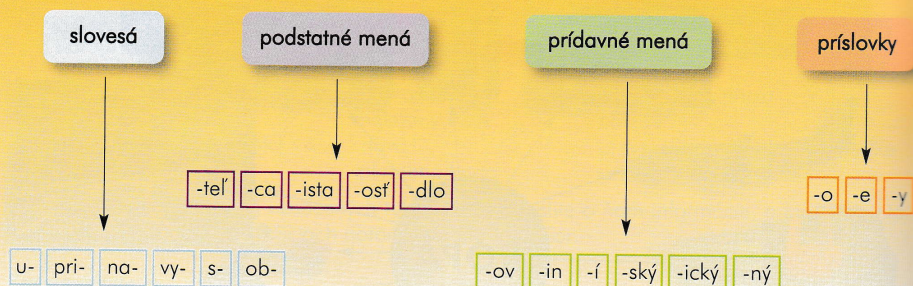 slovesá
podstatné mená
prídavné mená
príslovky
-teľ -ca -ista -osť -dlo
-o -e -y
u- pri- na- vy- s- ob-
-ov -in -í -ský -ický -ný